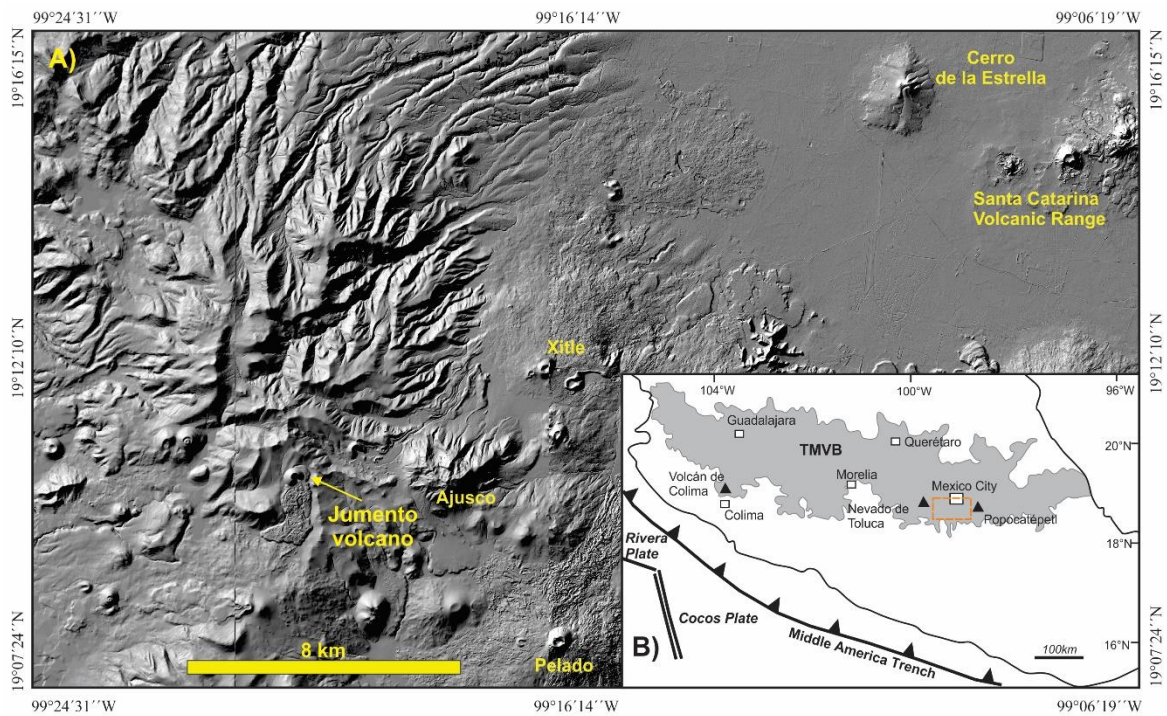 99°24´31´´W
99°16´14´´W
99°06´19´´W
19°16´15´´N
19°16´15´´N
A)
Cerro
de la Estrella
Santa Catarina
Volcanic Range
19°12´10´´N
19°12´10´´N
Xitle
Ajusco
Jumento
volcano
8 km
Pelado
19°07´24´´N
19°07´24´´N
104°W
100°W
96°W
Guadalajara
TMVB
Querétaro
20°N
Volcán de
Colima
Morelia
Mexico City
Colima
Nevado de
Toluca
Popocatépetl
18°N
Rivera
Plate
Cocos Plate
Middle America Trench
16°N
B)
100km
99°24´31´´W
99°16´14´´W
99°06´19´´W